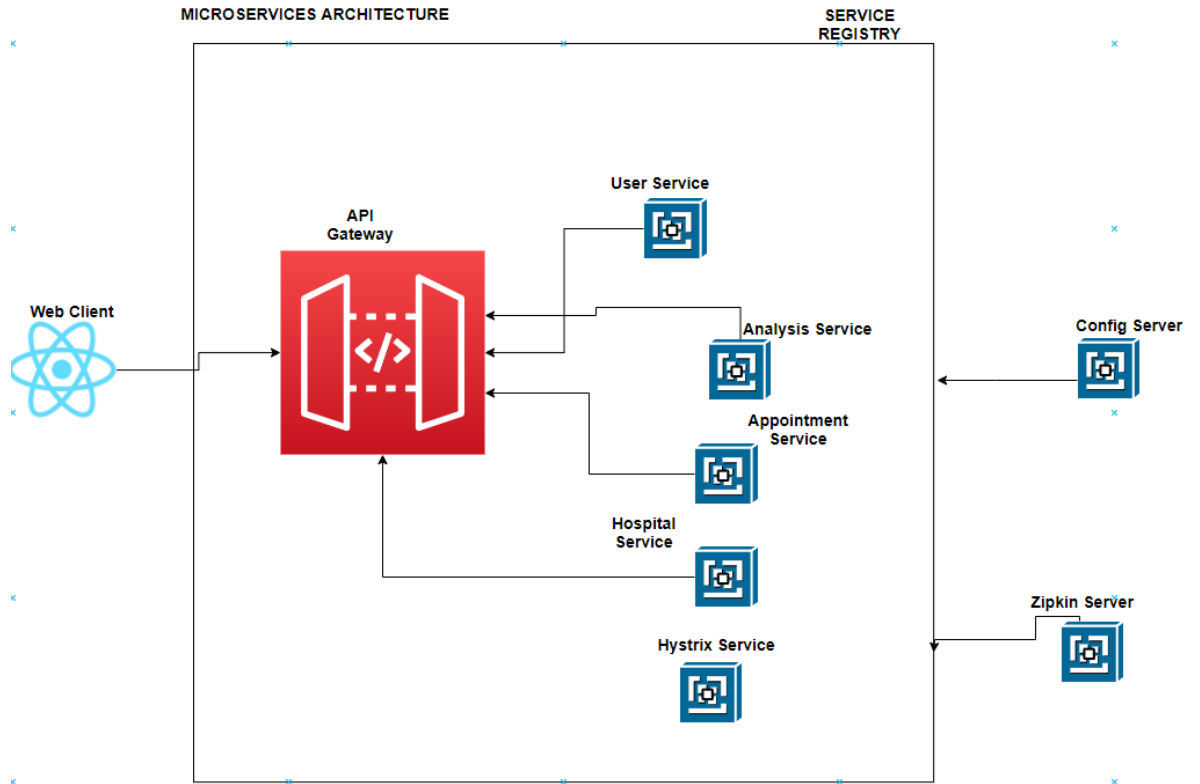 MICROSERVICES ARCHITECTURE
SERVICE
REGISTRY
User Service
API
Gateway
Web Client
Analysis Service
Config Server
Appointment
Service
Hospital
Service
Zipkin Server
Hystrix Service